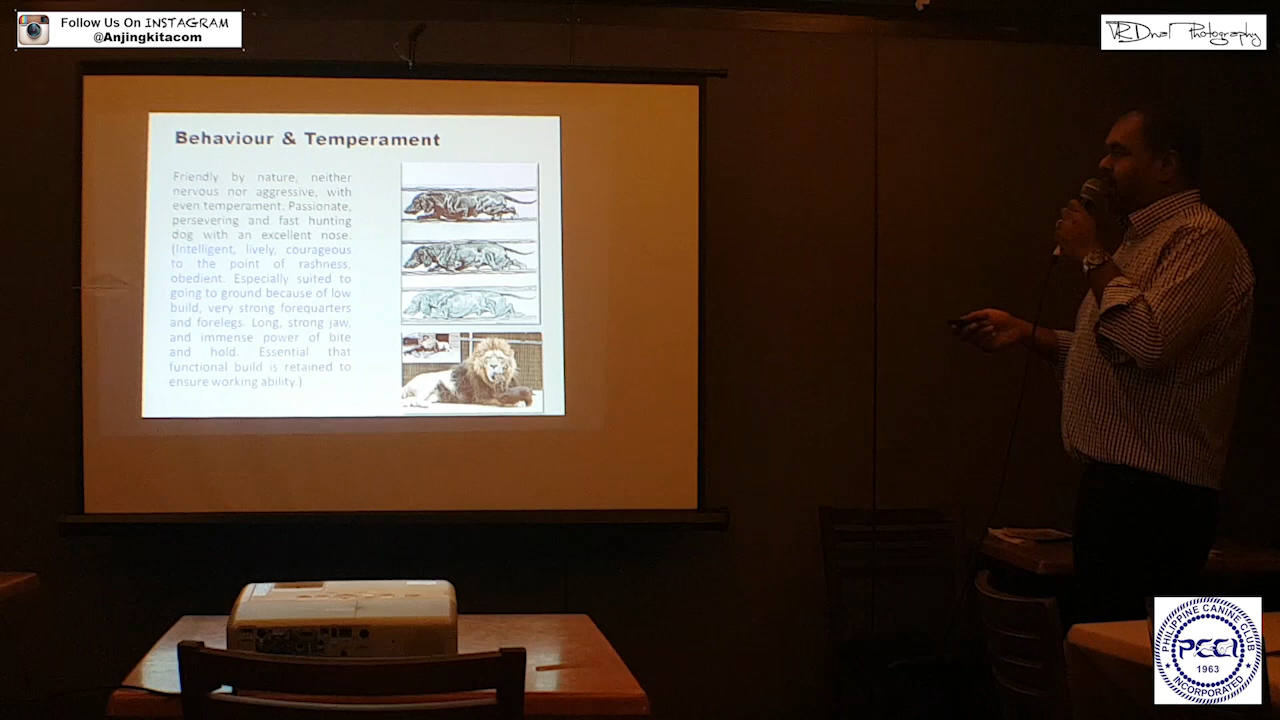 Follow Us On INSTAGRAM
@Anjingkitacom
VRDnaI Photography
Behaviour & Temperament
Friendly by nature, neither
nervous nor aggressive, with
even temperament. Passionate,
persevering and fast hunting
dog with an excellent nose.
(Intelligent, lively, courageous
to the point of rashness,
obedient. Especially suited to
going to ground because of low
build, very strong forequarters
and forelegs. Long, strong jaw,
and immense power of bite
and hold. Essential that
functional build is retained to
ensure working ability.)
PHILIPPINE CANINE CLUB
PCCI
1963
INCORPORATED